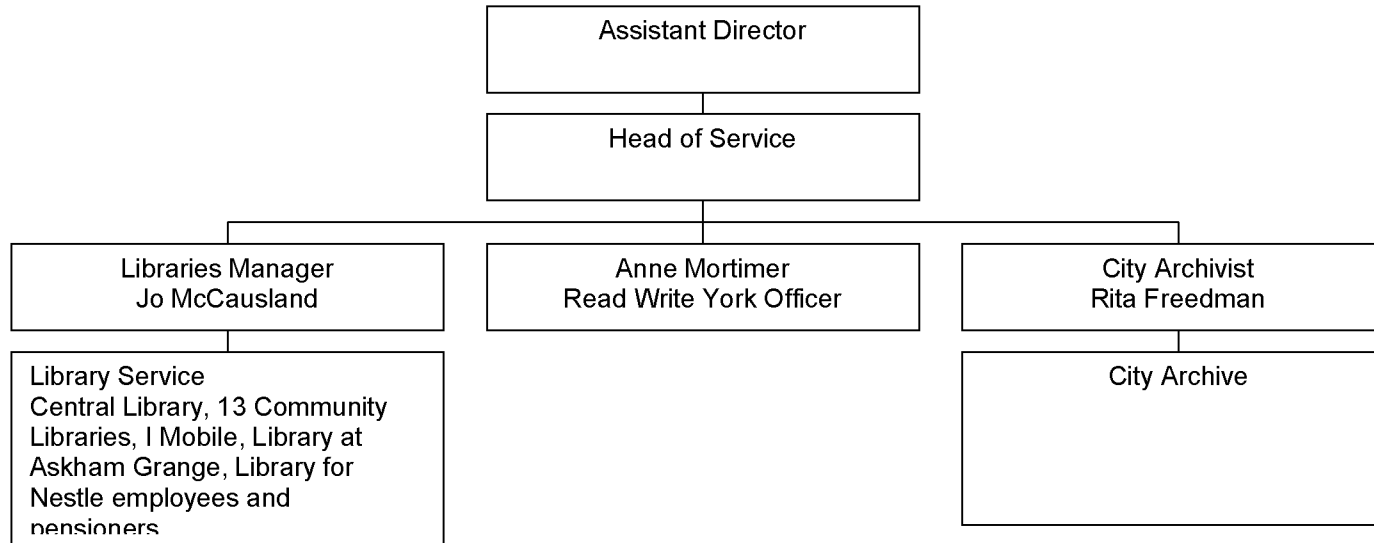 Assistant Director
Head of Service
Libraries Manager
Jo McCausland
Anne Mortimer
Read Write York Officer
City Archivist
Rita Freedman
Library Service
Central Library, 13 Community
Libraries, I Mobile, Library at
Askham Grange, Library for
Nestle employees and
pensioners
City Archive